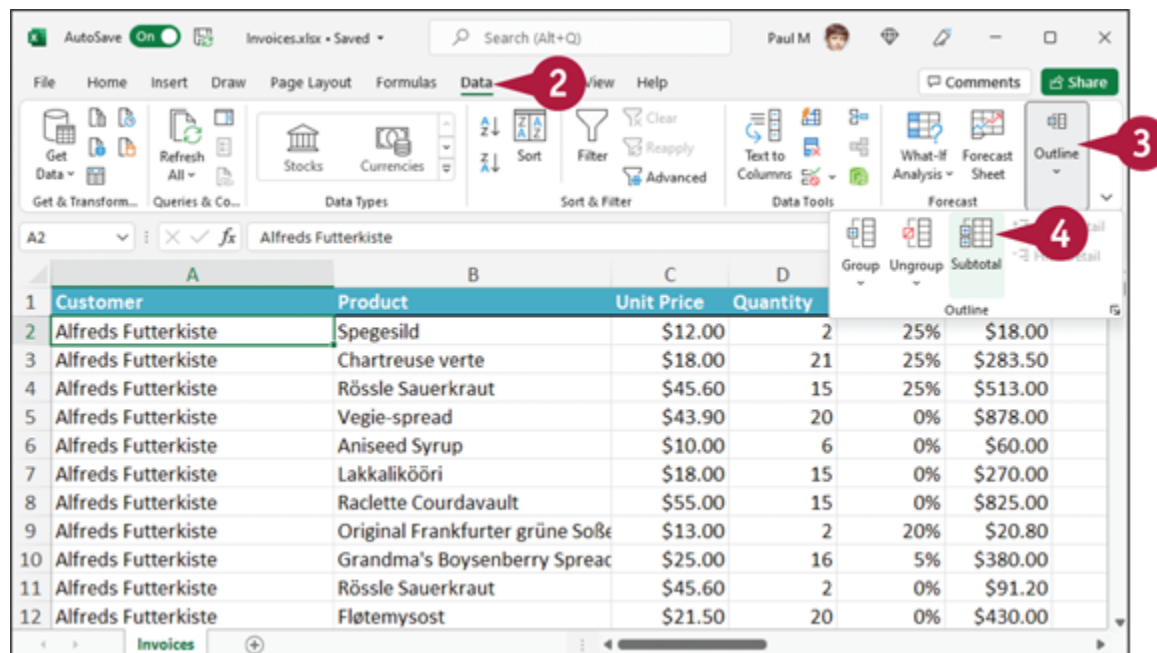 AutoSave On Invoices.xlsx • Saved Search (Alt+Q) Paul M
File Home Insert Draw Page Layout Formulas Data 2 View Help Comments Share
Get Data Refresh All Stocks Currencies Sort Filter Clear Reapply Advanced Text to Columns What-If Analysis Forecast Sheet Outline 3
Get & Transform... Queries & Co... Data Types Sort & Filter Data Tools Forecast
A2 fx Alfreds Futterkiste
Group Ungroup Subtotal 4
Outline
A B C D
1 Customer Product Unit Price Quantity
2 Alfreds Futterkiste Spegesild $12.00 2 25% $18.00
3 Alfreds Futterkiste Chartreuse verte $18.00 21 25% $283.50
4 Alfreds Futterkiste Rössle Sauerkraut $45.60 15 25% $513.00
5 Alfreds Futterkiste Vegie-spread $43.90 20 0% $878.00
6 Alfreds Futterkiste Aniseed Syrup $10.00 6 0% $60.00
7 Alfreds Futterkiste Lakkalikööri $18.00 15 0% $270.00
8 Alfreds Futterkiste Raclette Courdavault $55.00 15 0% $825.00
9 Alfreds Futterkiste Original Frankfurter grüne Soße $13.00 2 20% $20.80
10 Alfreds Futterkiste Grandma's Boysenberry Spread $25.00 16 5% $380.00
11 Alfreds Futterkiste Rössle Sauerkraut $45.60 2 0% $91.20
12 Alfreds Futterkiste Fløtemysost $21.50 20 0% $430.00
Invoices